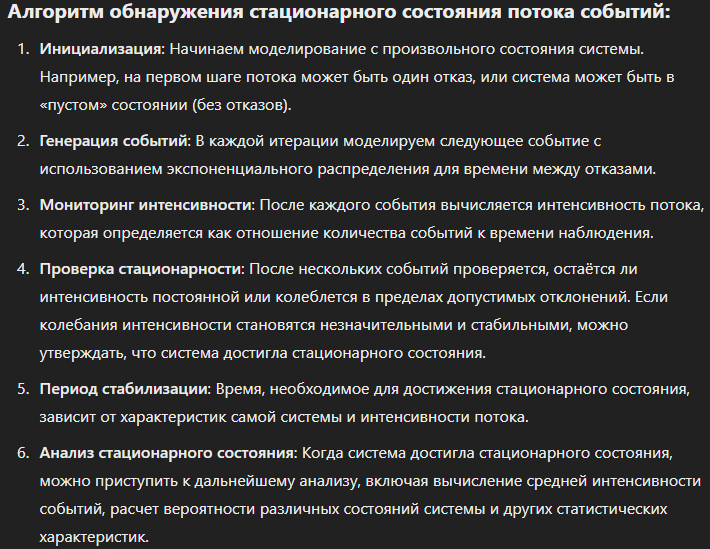 Алгоритм обнаружения стационарного состояния потока событий:
1. Инициализация: Начинаем моделирование с произвольного состояния системы.
Например, на первом шаге потока может быть один отказ, или система может быть в
«пустом» состоянии (без отказов).
2. Генерация событий: В каждой итерации моделируем следующее событие с
использованием экспоненциального распределения для времени между отказами.
3. Мониторинг интенсивности: После каждого события вычисляется интенсивность потока,
которая определяется как отношение количества событий к времени наблюдения.
4. Проверка стационарности: После нескольких событий проверяется, остаётся ли
интенсивность постоянной или колеблется в пределах допустимых отклонений. Если
колебания интенсивности становятся незначительными и стабильными, можно
утверждать, что система достигла стационарного состояния.
5. Период стабилизации: Время, необходимое для достижения стационарного состояния,
зависит от характеристик самой системы и интенсивности потока.
6. Анализ стационарного состояния: Когда система достигла стационарного состояния,
можно приступить к дальнейшему анализу, включая вычисление средней интенсивности
событий, расчет вероятности различных состояний системы и других статистических
характеристик.